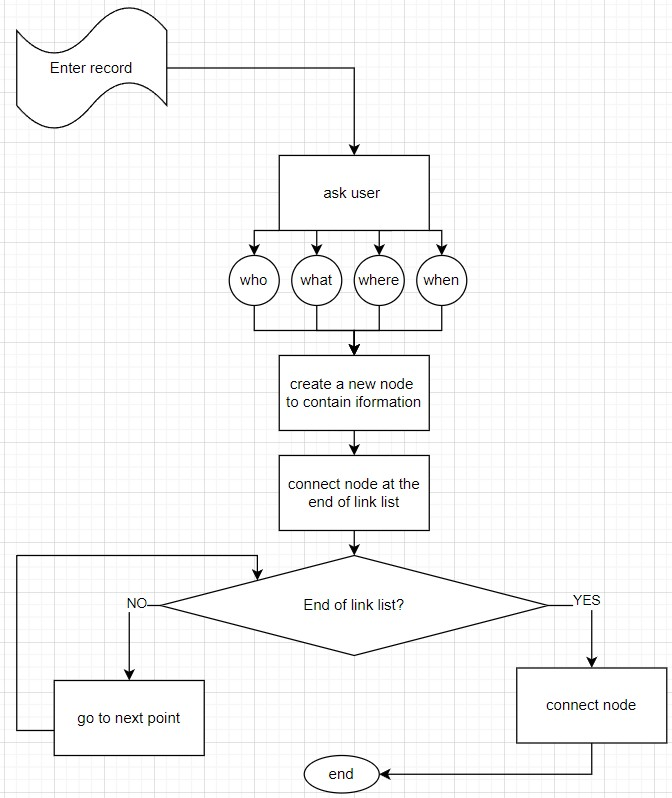 Enter record
ask user
who
what
where
when
create a new node
to contain iformation
connect node at the
end of link list
End of link list?
NO
YES
go to next point
connect node
end